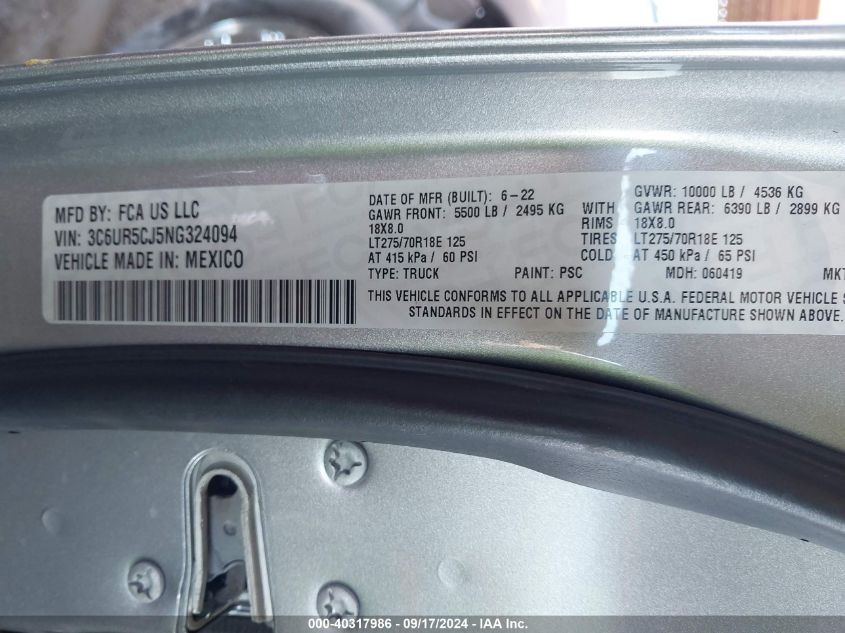 MFD BY: FCA US LLC
VIN: 3C6UR5CJ5NG324094
VEHICLE MADE IN: MEXICO
DATE OF MFR (BUILT): 6-22
GVWR: 10000 LB / 4536 KG
GAWR FRONT: 5500 LB / 2495 KG WITH GAWR REAR: 6390 LB / 2899 KG
18X8.0 RIMS 18X8.0
LT275/70R18E 125 TIRES LT275/70R18E 125
AT 415 kPa / 60 PSI COLD AT 450 kPa / 65 PSI
TYPE: TRUCK PAINT: PSC MDH: 060419 MKT
THIS VEHICLE CONFORMS TO ALL APPLICABLE U.S.A. FEDERAL MOTOR VEHICLE S
STANDARDS IN EFFECT ON THE DATE OF MANUFACTURE SHOWN ABOVE.
000-40317986 - 09/17/2024 - IAA Inc.